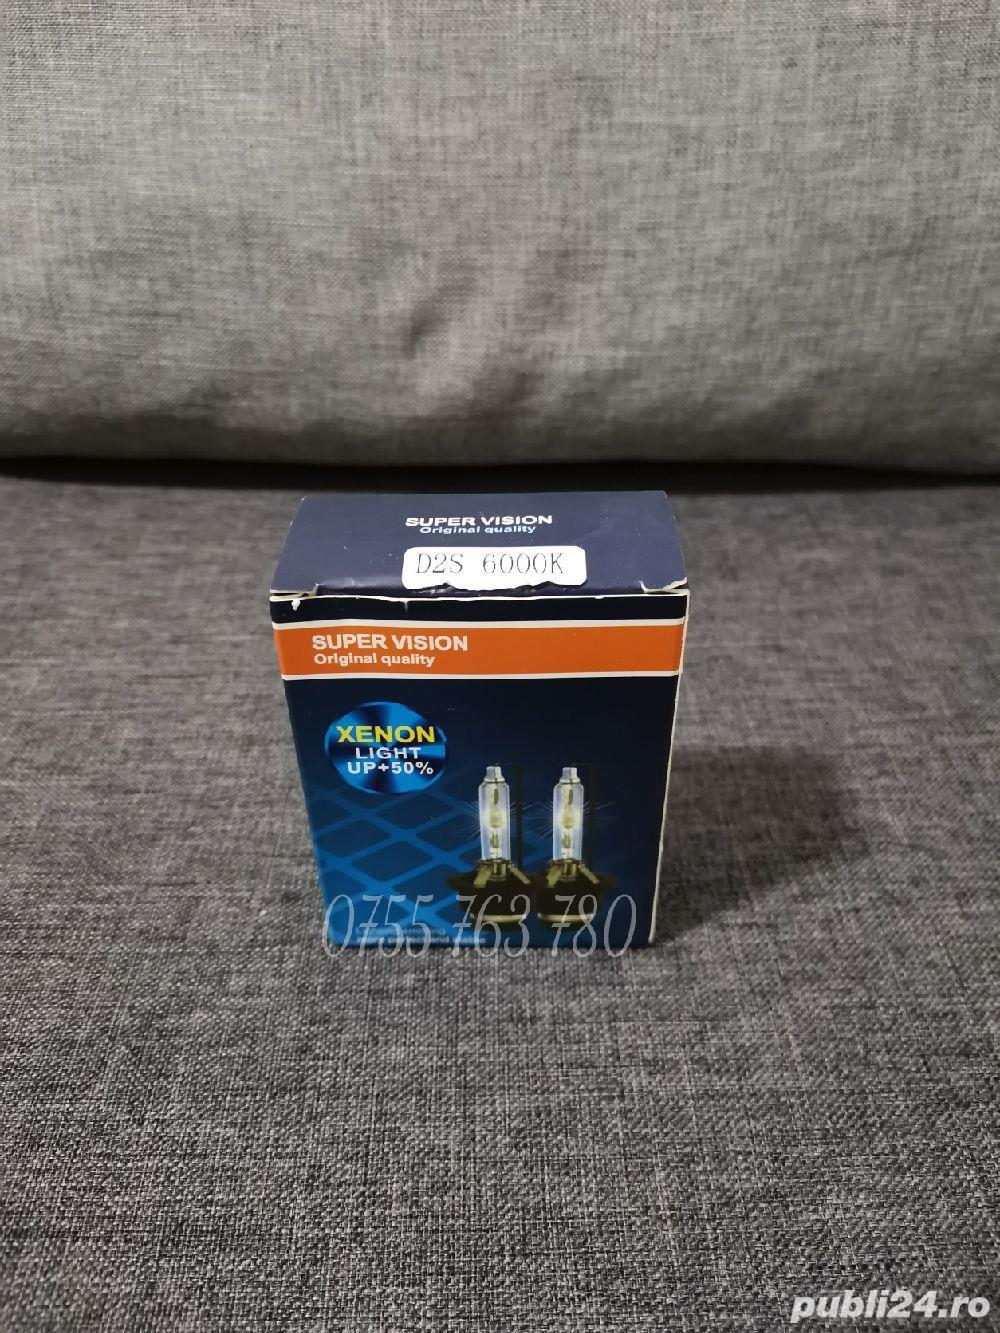 SUPER VISION
Original quality
D2S 6000K
SUPER VISION
Original quality
XENON
LIGHT
UP+50%
0755 763 780
publi24.ro